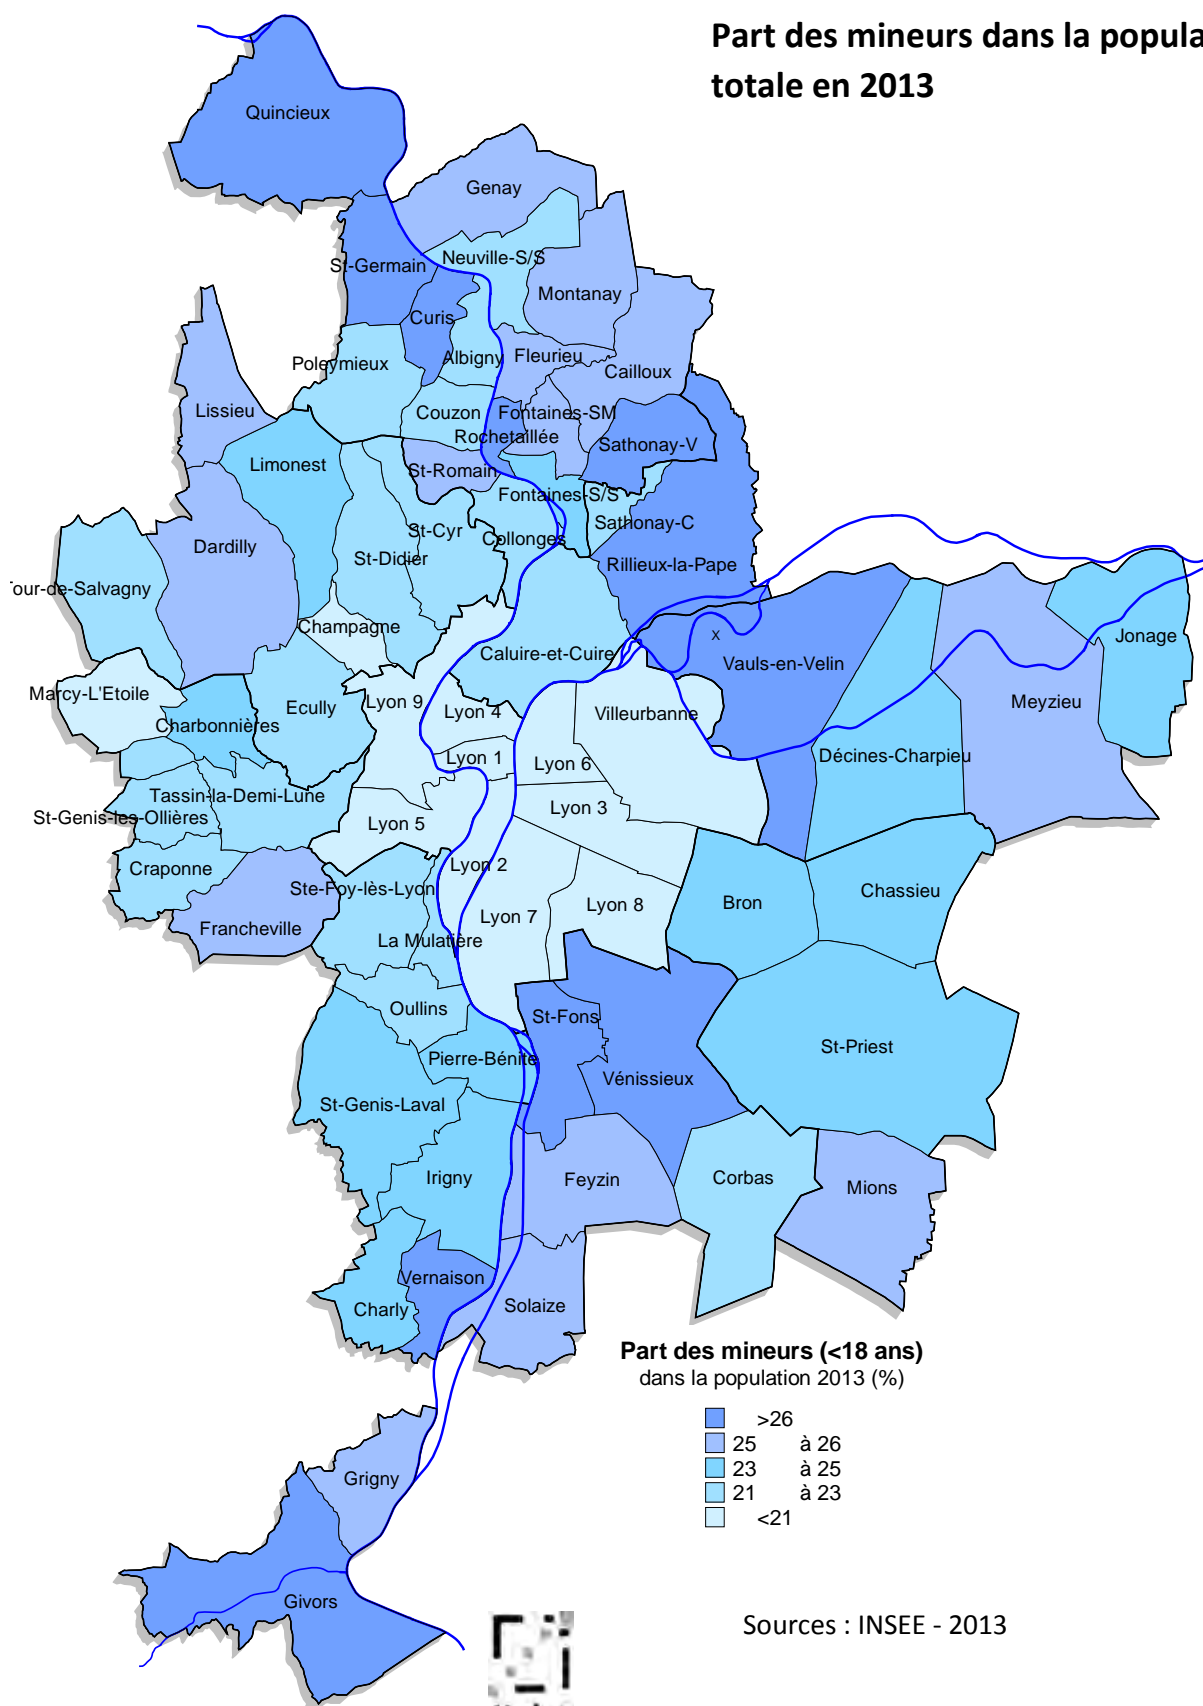 Part des mineurs dans la popula
totale en 2013
Quincieux
Genay
Neuville-S/S
St-Germain
Montanay
Curis
Albigny
Fleurieu
Poleymieux
Cailloux
Lissieu
Couzon
Fontaines-SM
Rochetaillée
Sathonay-V
Limonest
St-Romain
Fontaines-S/S
Sathonay-C
St-Cyr
Collonges
Dardilly
St-Didier
Rillieux-la-Pape
our-de-Salvagny
Champagne
x
Jonage
Caluire-et-Cuire
Vauls-en-Velin
Marcy-L'Etoile
Lyon 9
Ecully
Meyzieu
Lyon 4
Villeurbanne
Charbonnières
Lyon 1
Lyon 6
Décines-Charpieu
Tassin-la-Demi-Lune
St-Genis-les-Ollières
Lyon 5
Lyon 3
Craponne
Lyon 2
Ste-Foy-lès-Lyon
Chassieu
Bron
Lyon 8
Francheville
Lyon 7
La Mulatière
Oullins
St-Fons
St-Priest
Pierre-Bénite
Vénissieux
St-Genis-Laval
Irigny
Feyzin
Corbas
Mions
Vernaison
Charly
Solaize
Part des mineurs (<18 ans)
dans la population 2013 (%)
>26
25 à 26
23 à 25
21 à 23
<21
Grigny
Givors
Sources : INSEE - 2013